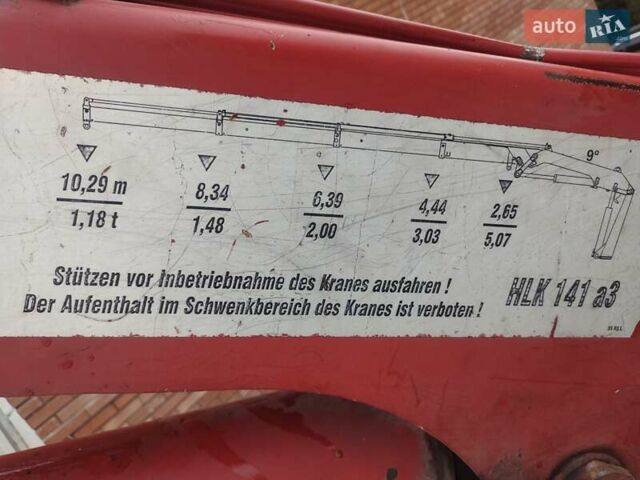 auto RIA
.com
9°
10,29 m 8,34 6,39 4,44 2,65
1,18 t 1,48 2,00 3,03 5,07
Stützen vor Inbetriebnahme des Kranes ausfahren !
Der Aufenthalt im Schwenkbereich des Kranes ist verboten !
HLK 141 a3